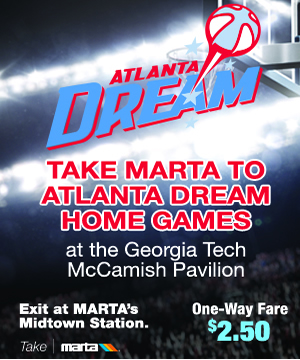 ATLANTA
DREAM
TAKE MARTA TO
ATLANTA DREAM
HOME GAMES
at the Georgia Tech
McCamish Pavilion
Exit at MARTA's
Midtown Station.
One-Way Fare
$2.50
Take | marta